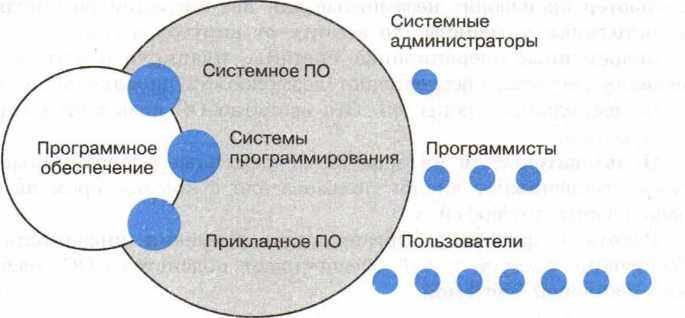 Системное ПО
Системные
администраторы
Программное
обеспечение
Системы
программирования
Программисты
Прикладное ПО
Пользователи